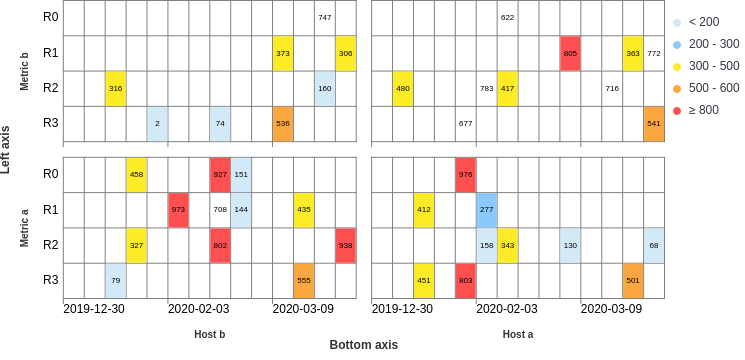 R0 747 622 < 200
R1 373 306 805 363 772 200 - 300
R2 316 160 480 783 417 716 300 - 500
R3 2 74 536 677 541 500 - 600
≥ 800
Metric b
Left axis
R0 458 927 151 976
R1 973 708 144 435 412 277
R2 327 802 938 158 343 130 68
R3 79 555 451 803 501
Metric a
2019-12-30 2020-02-03 2020-03-09 2019-12-30 2020-02-03 2020-03-09
Host b Host a
Bottom axis